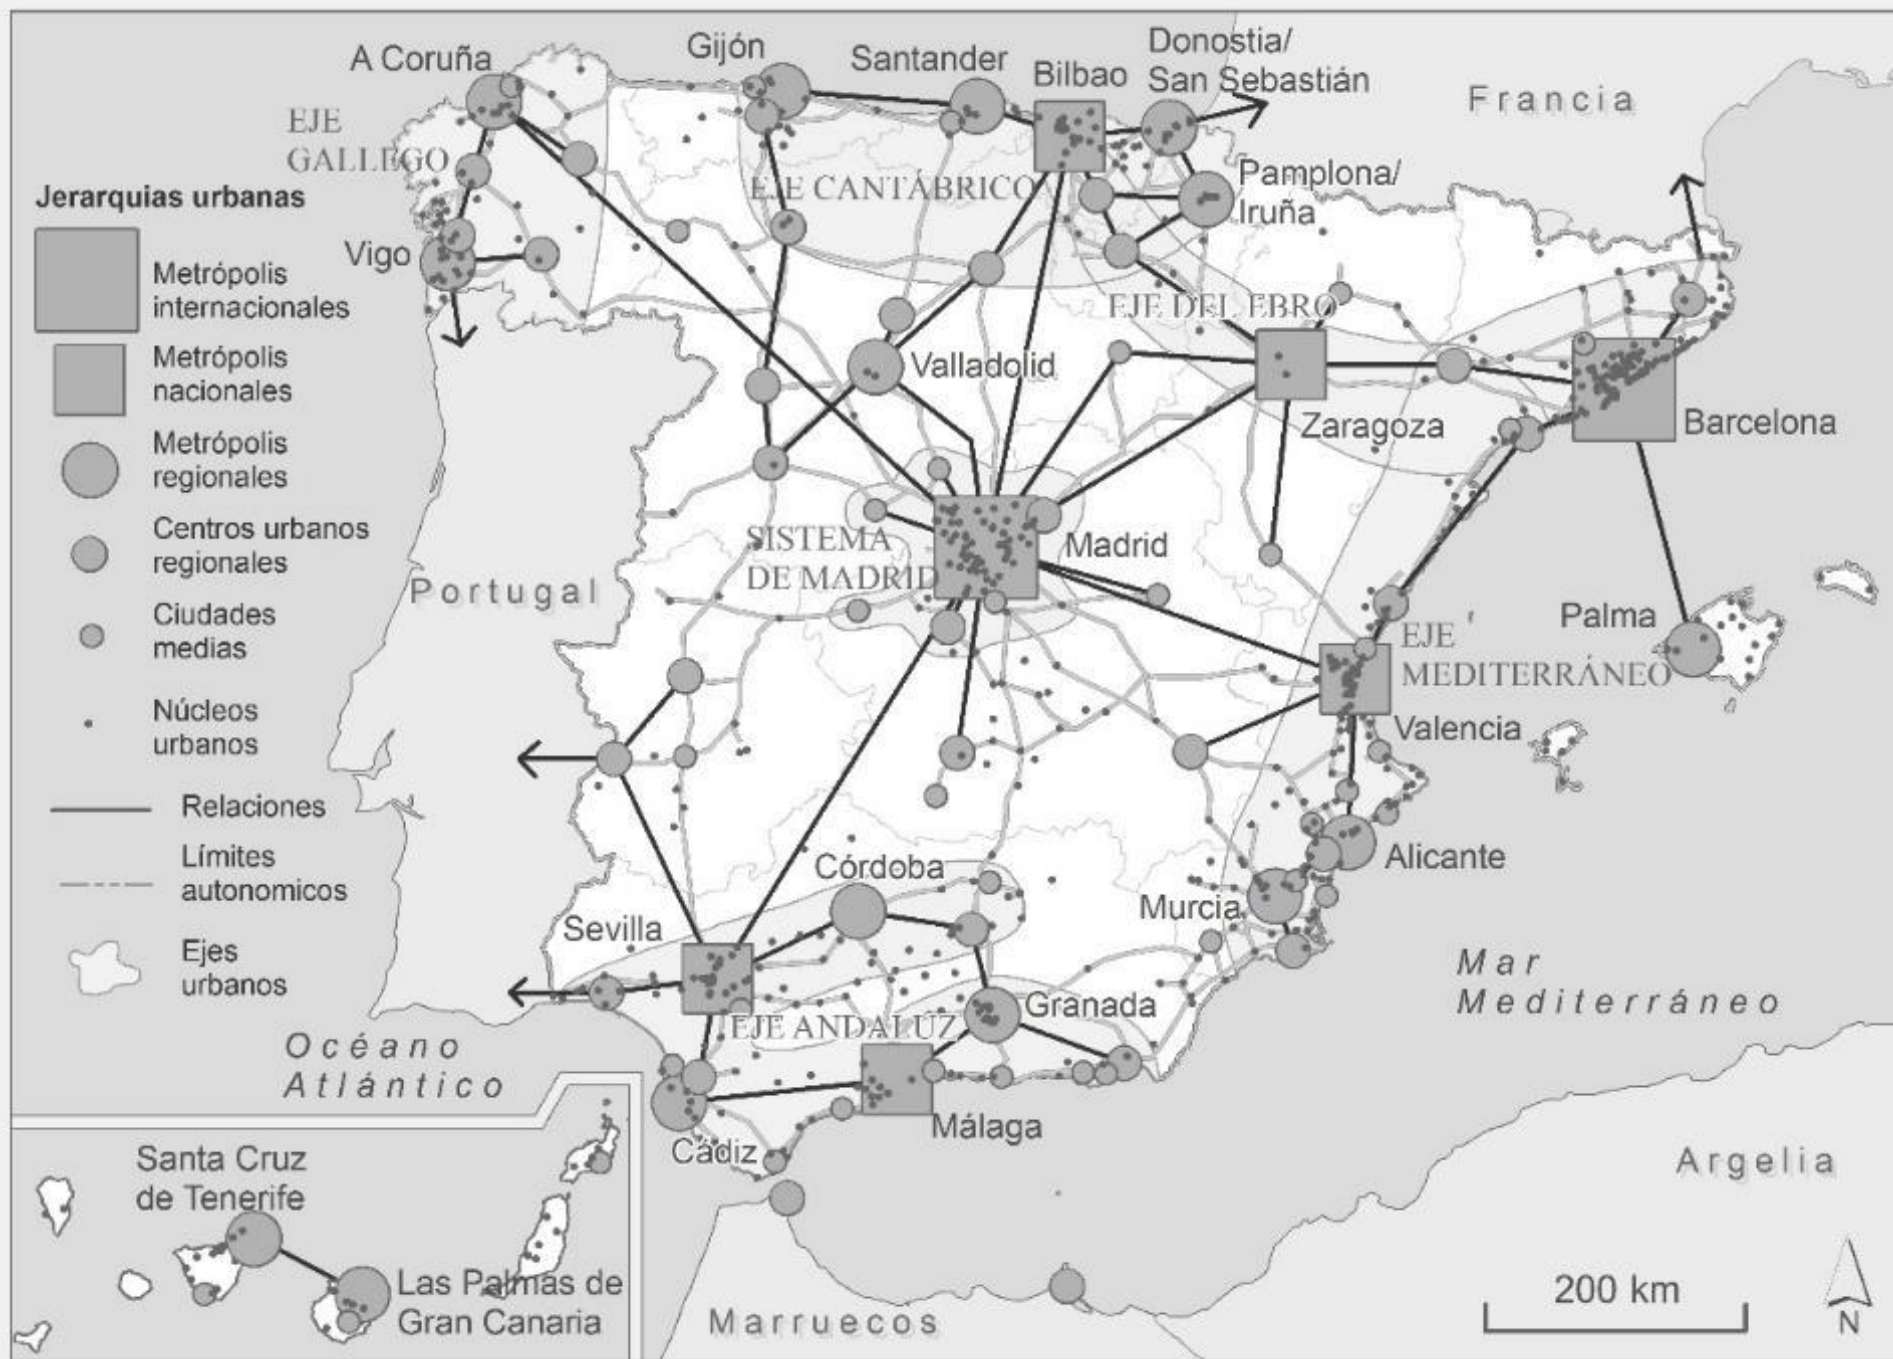 A Coruña
Gijón
Santander
Bilbao
Donostia/
San Sebastián
Francia
EJE
GALLEGO
EJE CANTÁBRICO
Pamplona/
Iruña
Jerarquias urbanas
Metrópolis
internacionales
Metrópolis
nacionales
Metrópolis
regionales
Centros urbanos
regionales
Ciudades
medias
Núcleos
urbanos
Relaciones
Límites
autonomicos
Ejes
urbanos
Vigo
EJE DEL EBRO
Valladolid
Zaragoza
Barcelona
SISTEMA
DE MADRID
Madrid
Portugal
Palma
EJE
MEDITERRÁNEO
Valencia
Córdoba
Alicante
Sevilla
Murcia
Mar
Mediterráneo
Granada
EJE ANDALUZ
Océano
Atlántico
Málaga
Cádiz
Argelia
Santa Cruz
de Tenerife
Las Palmas de
Gran Canaria
Marruecos
200 km
N